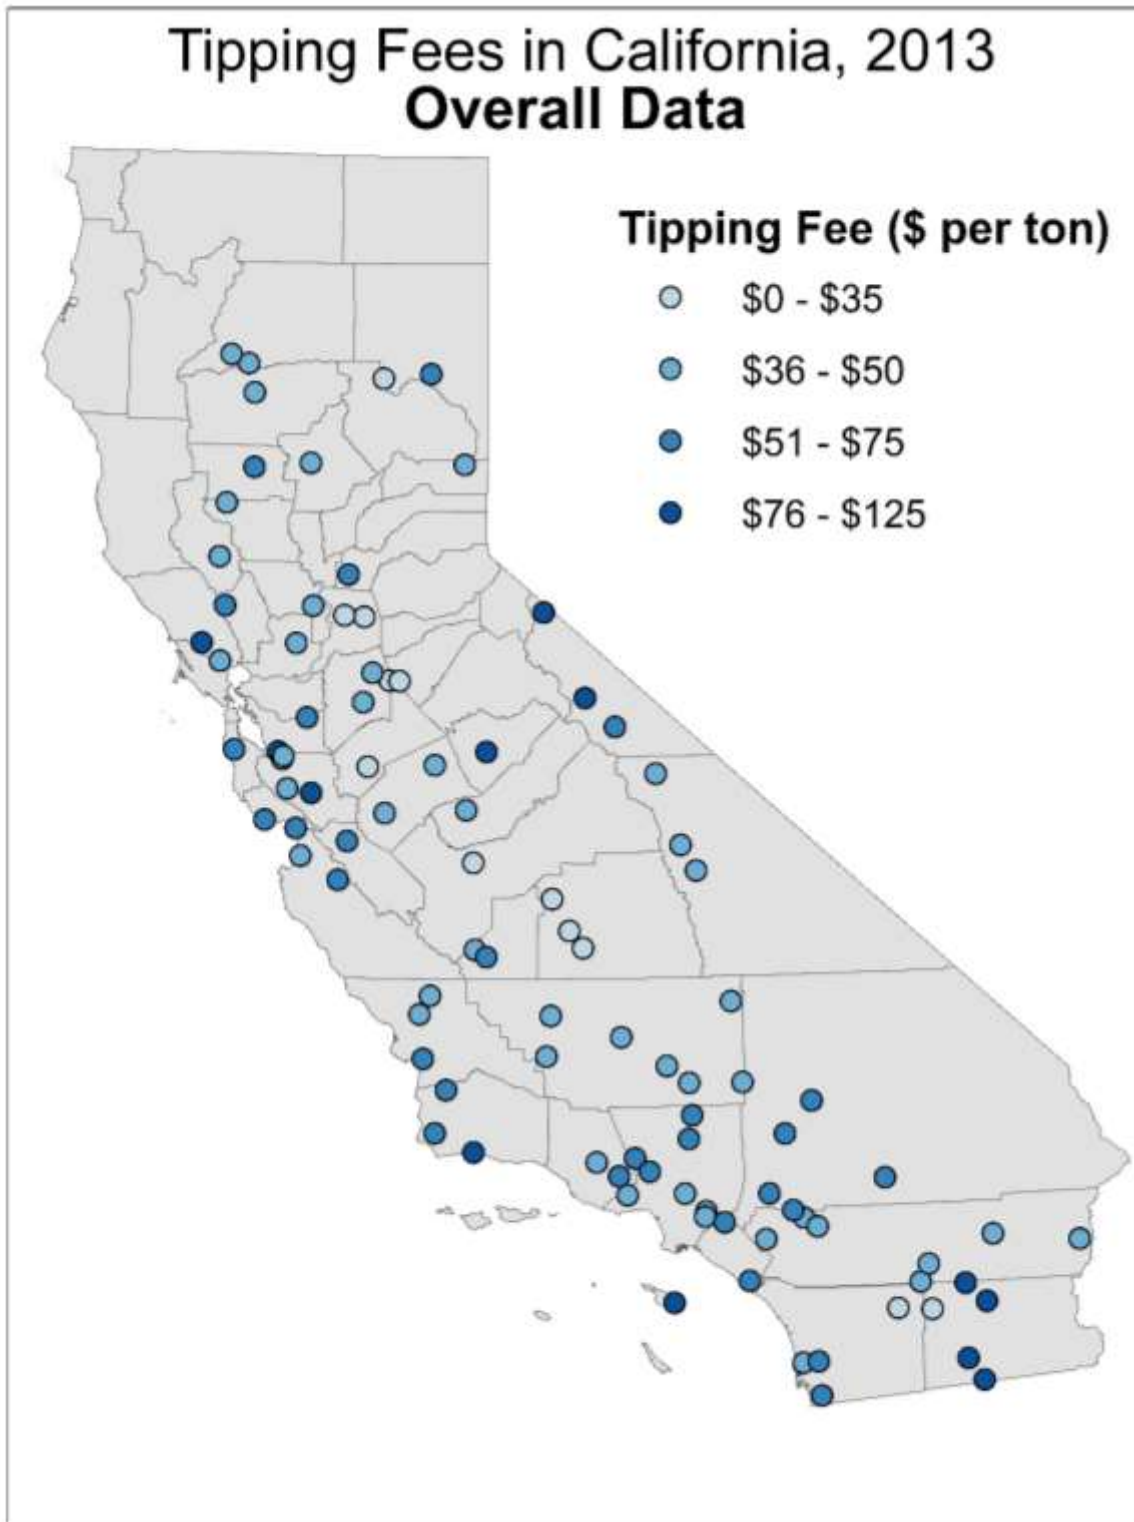 Tipping Fees in California, 2013
Overall Data
Tipping Fee ($ per ton)
$0 - $35
$36 - $50
$51 - $75
$76 - $125